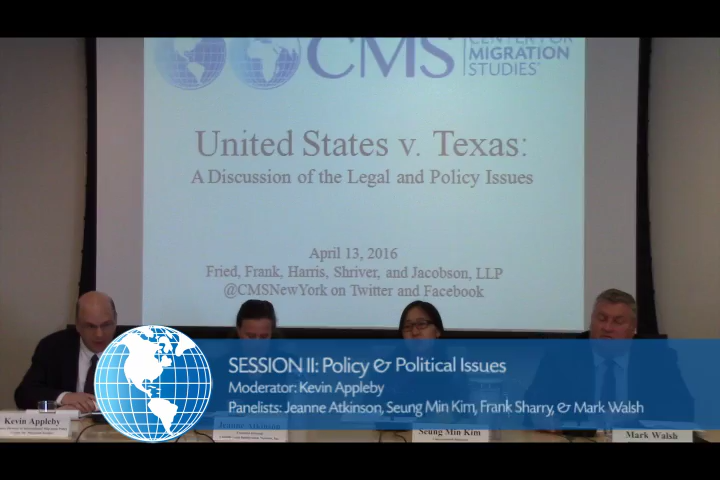 CMS
CENTER FOR
MIGRATION
STUDIES
United States v. Texas:
A Discussion of the Legal and Policy Issues
April 13, 2016
Fried, Frank, Harris, Shriver, and Jacobson, LLP
@CMSNewYork on Twitter and Facebook
SESSION II: Policy & Political Issues
Moderator: Kevin Appleby
Panelists: Jeanne Atkinson, Seung Min Kim, Frank Sharry, & Mark Walsh
Kevin Appleby
Jeanne Atkinson
Seung Min Kim
Mark Walsh